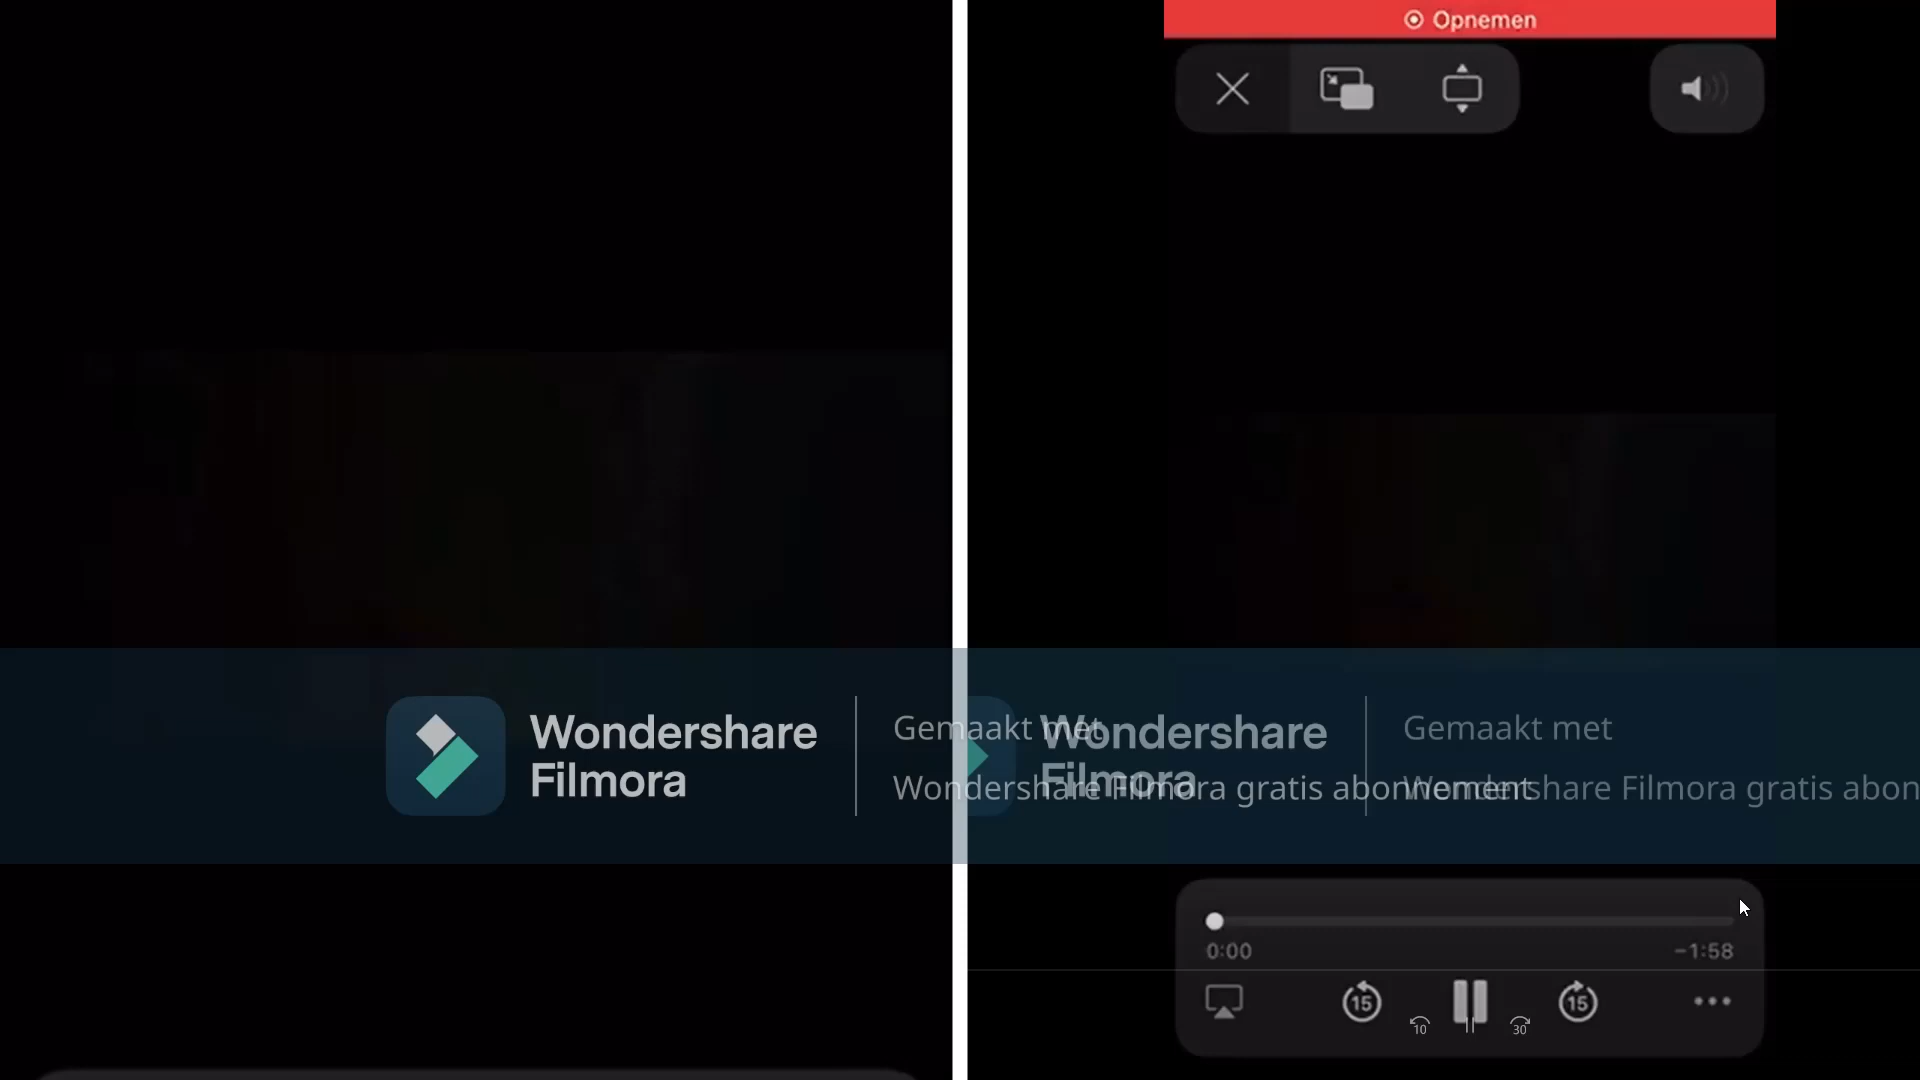 Opnemen
Wondershare
Filmora
Gemaakt met
Wondershare Filmora gratis abonnement
Wondershare
Filmora
Gemaakt met
Wondershare Filmora gratis abon
0:00
-1:58
15
15
10
30